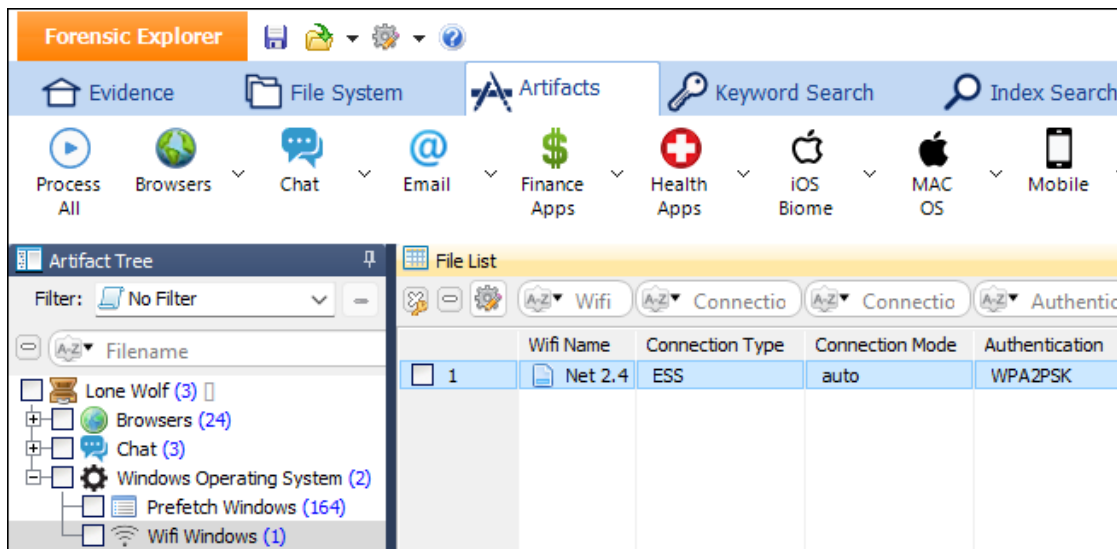 Forensic Explorer
Evidence File System Artifacts Keyword Search Index Search
Process All Browsers Chat Email Finance Apps Health Apps iOS Biome MAC OS Mobile
Artifact Tree
Filter: No Filter
Filename
Lone Wolf (3) []
Browsers (24)
Chat (3)
Windows Operating System (2)
Prefetch Windows (164)
Wifi Windows (1)
File List
A-Z Wifi A-Z Connectio A-Z Connectio A-Z Authentic
Wifi Name Connection Type Connection Mode Authentication
1 Net 2.4 ESS auto WPA2PSK